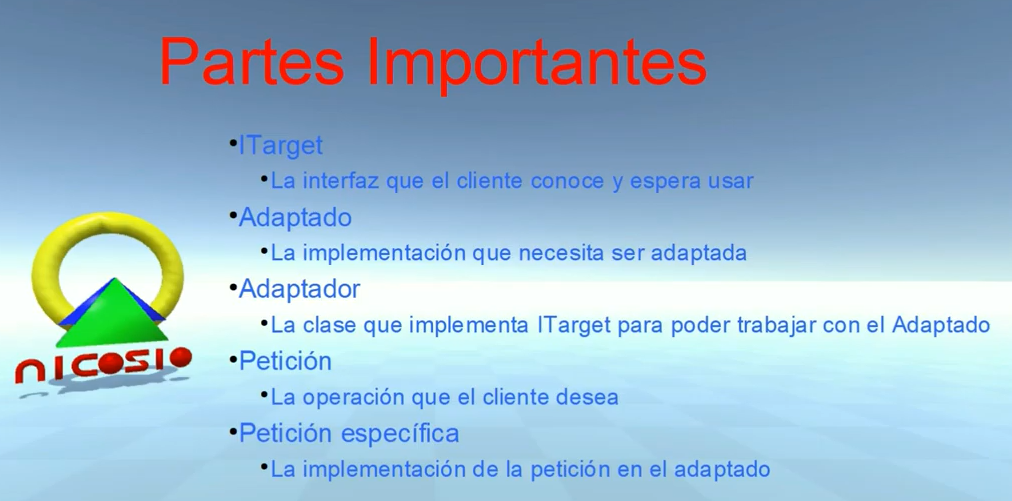 Partes Importantes
•ITarget
•La interfaz que el cliente conoce y espera usar
•Adaptado
•La implementación que necesita ser adaptada
•Adaptador
•La clase que implementa ITarget para poder trabajar con el Adaptado
•Petición
•La operación que el cliente desea
•Petición específica
•La implementación de la petición en el adaptado
nicosio